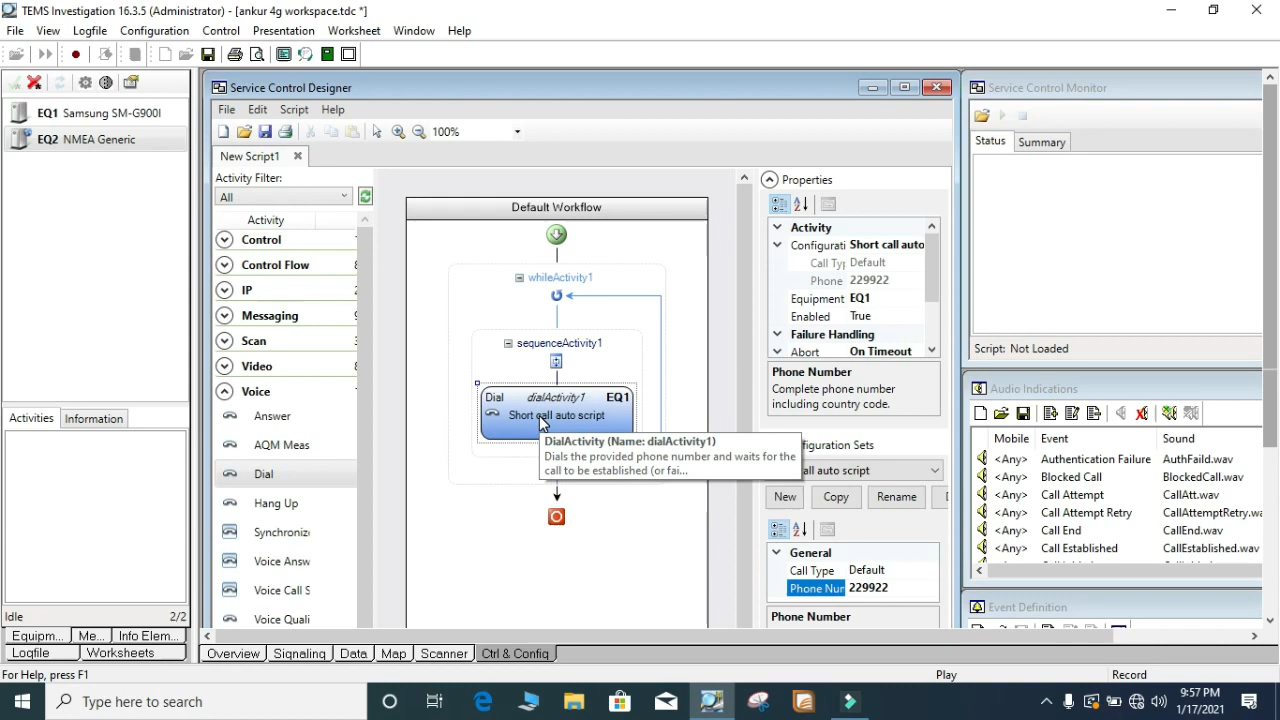 TEMS Investigation 16.3.5 (Administrator) - [ankur 4g workspace.tdc *]
File View Logfile Configuration Control Presentation Worksheet Window Help
EQ1 Samsung SM-G900I
EQ2 NMEA Generic
Activities Information
Idle 2/2
Equipm... Me... Info Elem...
Logfile Worksheets
Service Control Designer
File Edit Script Help
100%
New Script1
Activity Filter:
All
Activity
Control
Control Flow
IP
Messaging
Scan
Video
Voice
Answer
AQM Meas
Dial
Hang Up
Synchroniz
Voice Answ
Voice Call S
Voice Quali
Default Workflow
whileActivity1
sequenceActivity1
Dial dialActivity1 EQ1
Short call auto script
DialActivity (Name: dialActivity1)
Dials the provided phone number and waits for the
call to be established (or fai...
Properties
Activity
Configurati Short call auto
Call Typ Default
Phone 229922
Equipment EQ1
Enabled True
Failure Handling
Abort On Timeout
Phone Number
Complete phone number
including country code.
figuration Sets
all auto script
New Copy Rename D
General
Call Type Default
Phone Nur 229922
Phone Number
Service Control Monitor
Status Summary
Script: Not Loaded
Audio Indications
Mobile Event Sound
<Any> Authentication Failure AuthFaild.wav
<Any> Blocked Call BlockedCall.wav
<Any> Call Attempt CallAtt.wav
<Any> Call Attempt Retry CallAttemptRetry.wa
<Any> Call End CallEnd.wav
<Any> Call Established CallEstablished.wav
Event Definition
Overview Signaling Data Map Scanner Ctrl & Config
For Help, press F1 Play Record
Type here to search
9:57 PM
1/17/2021